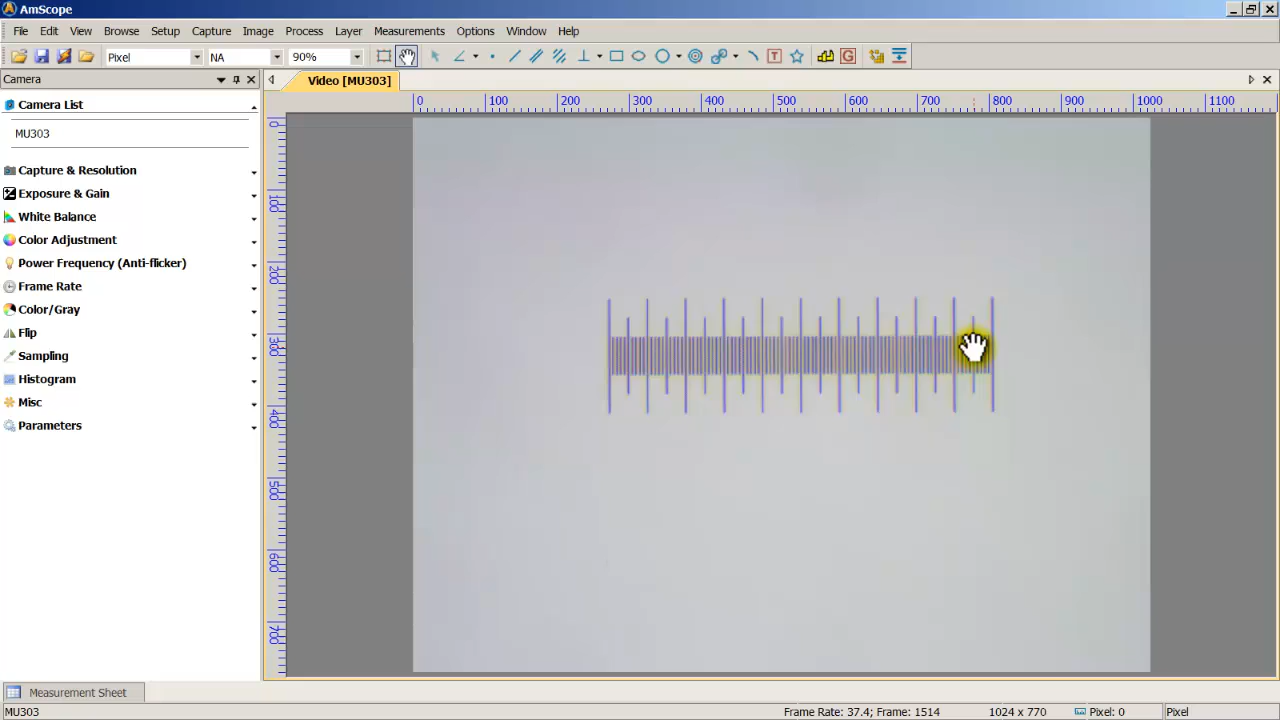 AmScope
File Edit View Browse Setup Capture Image Process Layer Measurements Options Window Help
Pixel NA 90%
Camera
Video [MU303]
Camera List
0 100 200 300 400 500 600 700 800 900 1000 1100
MU303
0
100
200
300
400
500
600
700
Capture & Resolution
Exposure & Gain
White Balance
Color Adjustment
Power Frequency (Anti-flicker)
Frame Rate
Color/Gray
Flip
Sampling
Histogram
Misc
Parameters
Measurement Sheet
MU303 Frame Rate: 37.4; Frame: 1514 1024 x 770 Pixel: 0 Pixel